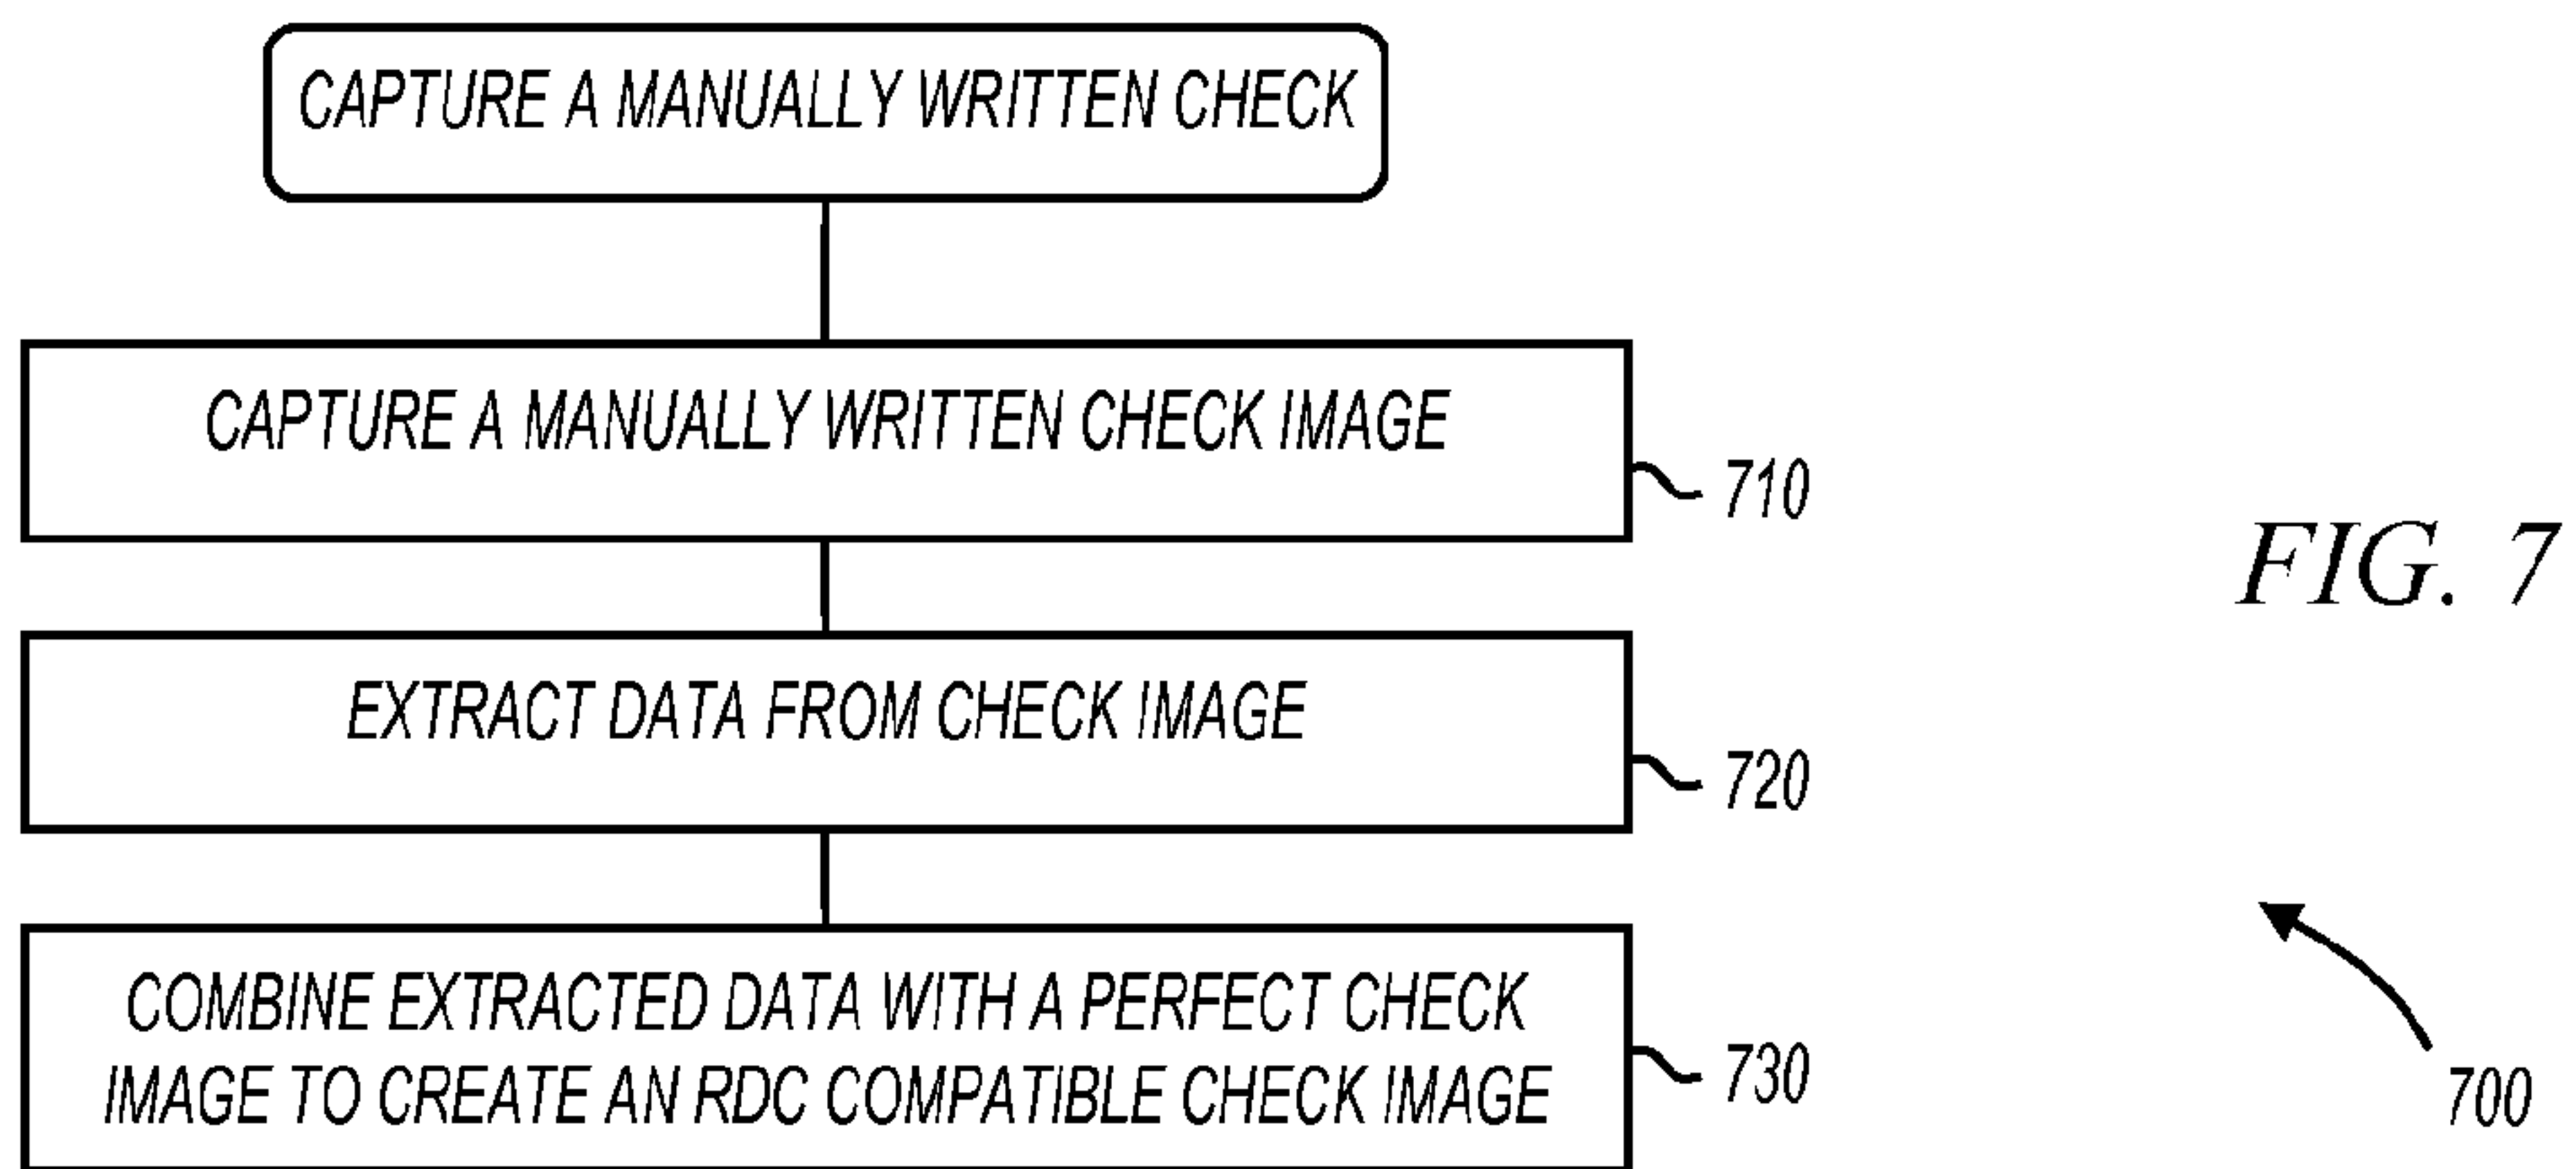 CAPTURE A MANUALLY WRITTEN CHECK
CAPTURE A MANUALLY WRITTEN CHECK IMAGE
710
EXTRACT DATA FROM CHECK IMAGE
720
COMBINE EXTRACTED DATA WITH A PERFECT CHECK
IMAGE TO CREATE AN RDC COMPATIBLE CHECK IMAGE
730
FIG. 7
700